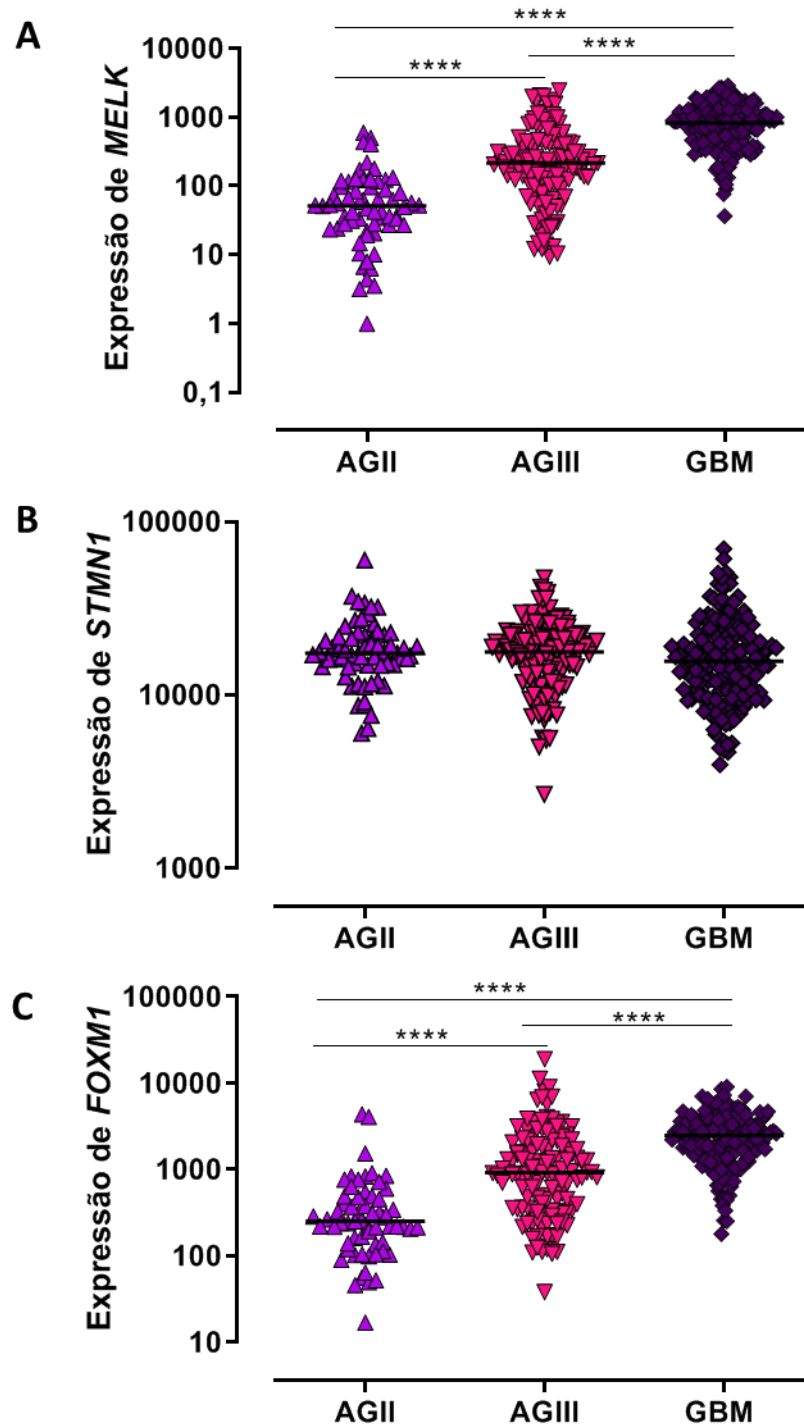 A
Expressão de MELK
****
****
****
10000
1000
100
10
1
0,1
AGII AGIII GBM
B
Expressão de STMN1
100000
10000
1000
AGII AGIII GBM
C
Expressão de FOXM1
****
****
****
100000
10000
1000
100
10
AGII AGIII GBM